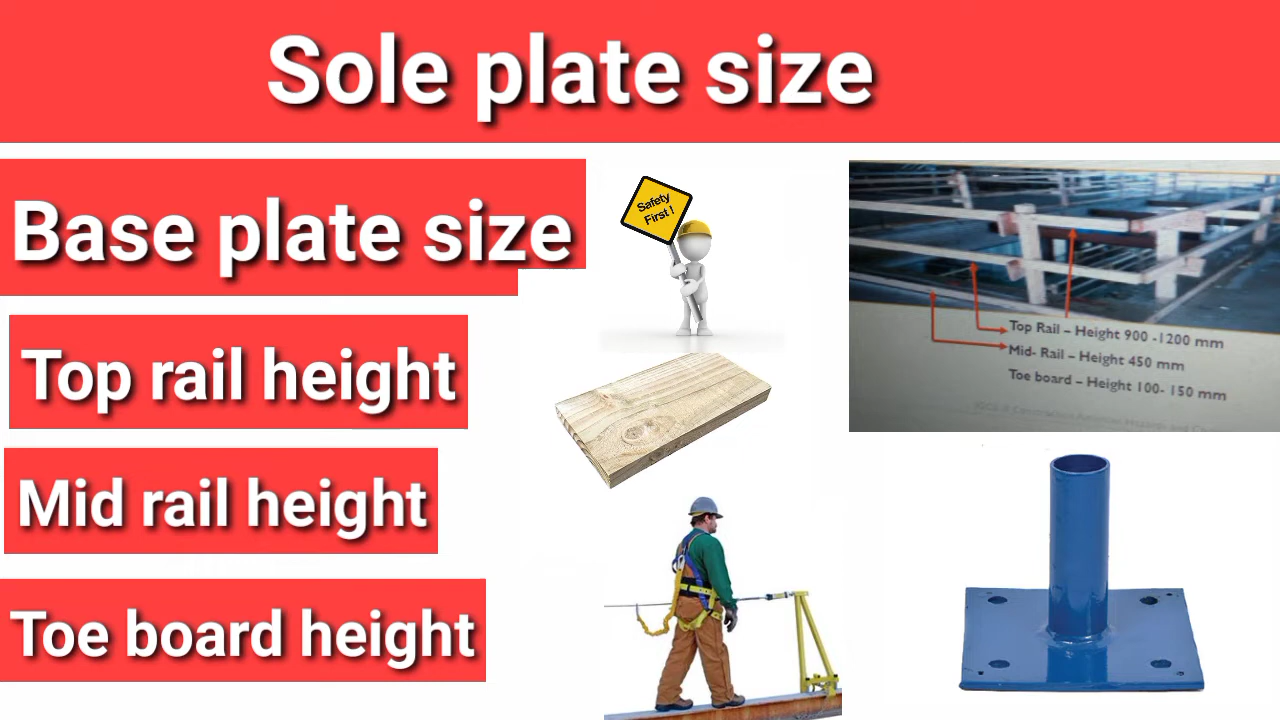 Sole plate size
Base plate size
Top rail height
Mid rail height
Toe board height
Safety
First !
Top Rail – Height 900 -1200 mm
Mid- Rail – Height 450 mm
Toe board – Height 100- 150 mm